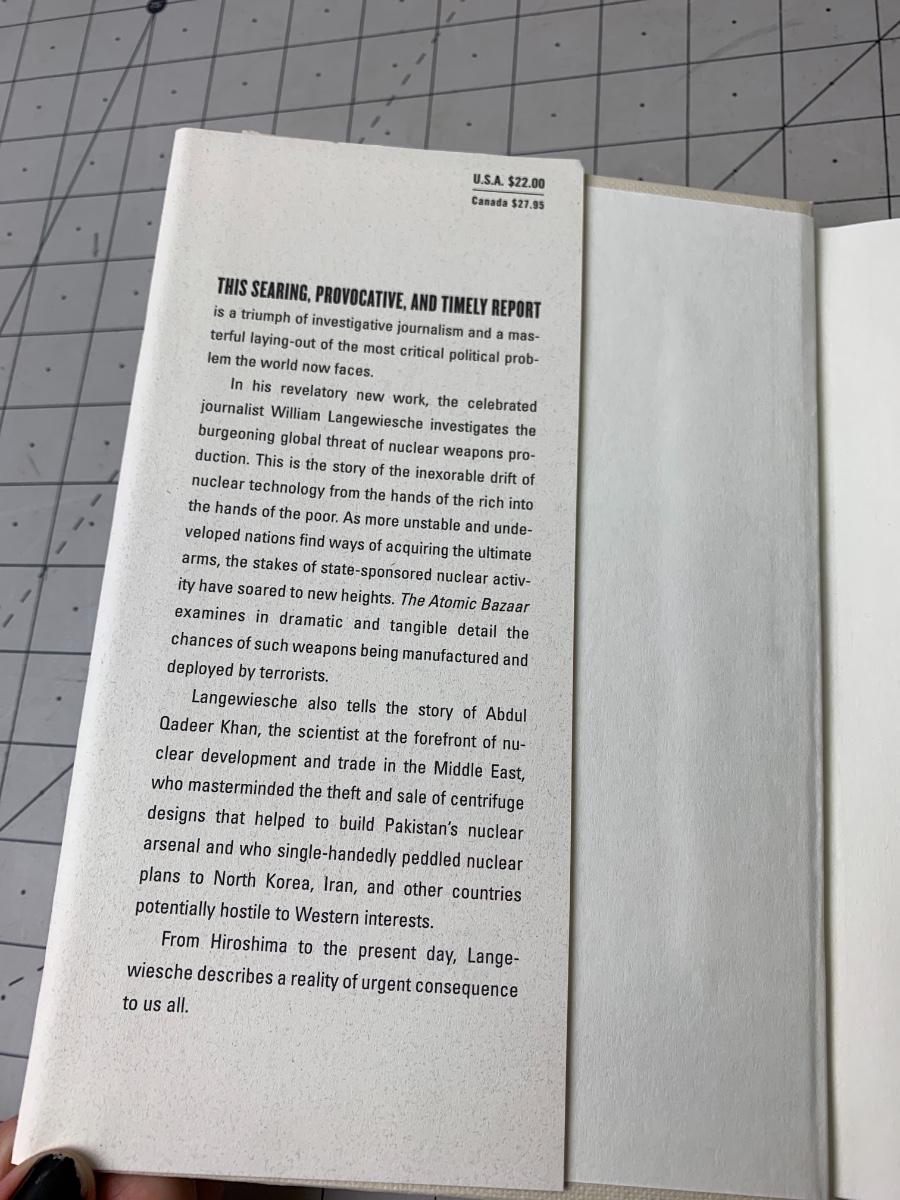 U.S.A. $22.00
Canada $27.95
THIS SEARING, PROVOCATIVE, AND TIMELY REPORT
is a triumph of investigative journalism and a mas-
terful laying-out of the most critical political prob-
lem the world now faces.
In his revelatory new work, the celebrated
journalist William Langewiesche investigates the
burgeoning global threat of nuclear weapons pro-
duction. This is the story of the inexorable drift of
nuclear technology from the hands of the rich into
the hands of the poor. As more unstable and unde-
veloped nations find ways of acquiring the ultimate
arms, the stakes of state-sponsored nuclear activ-
ity have soared to new heights. The Atomic Bazaar
examines in dramatic and tangible detail the
chances of such weapons being manufactured and
deployed by terrorists.
Langewiesche also tells the story of Abdul
Qadeer Khan, the scientist at the forefront of nu-
clear development and trade in the Middle East,
who masterminded the theft and sale of centrifuge
designs that helped to build Pakistan's nuclear
arsenal and who single-handedly peddled nuclear
plans to North Korea, Iran, and other countries
potentially hostile to Western interests.
From Hiroshima to the present day, Lange-
wiesche describes a reality of urgent consequence
to us all.